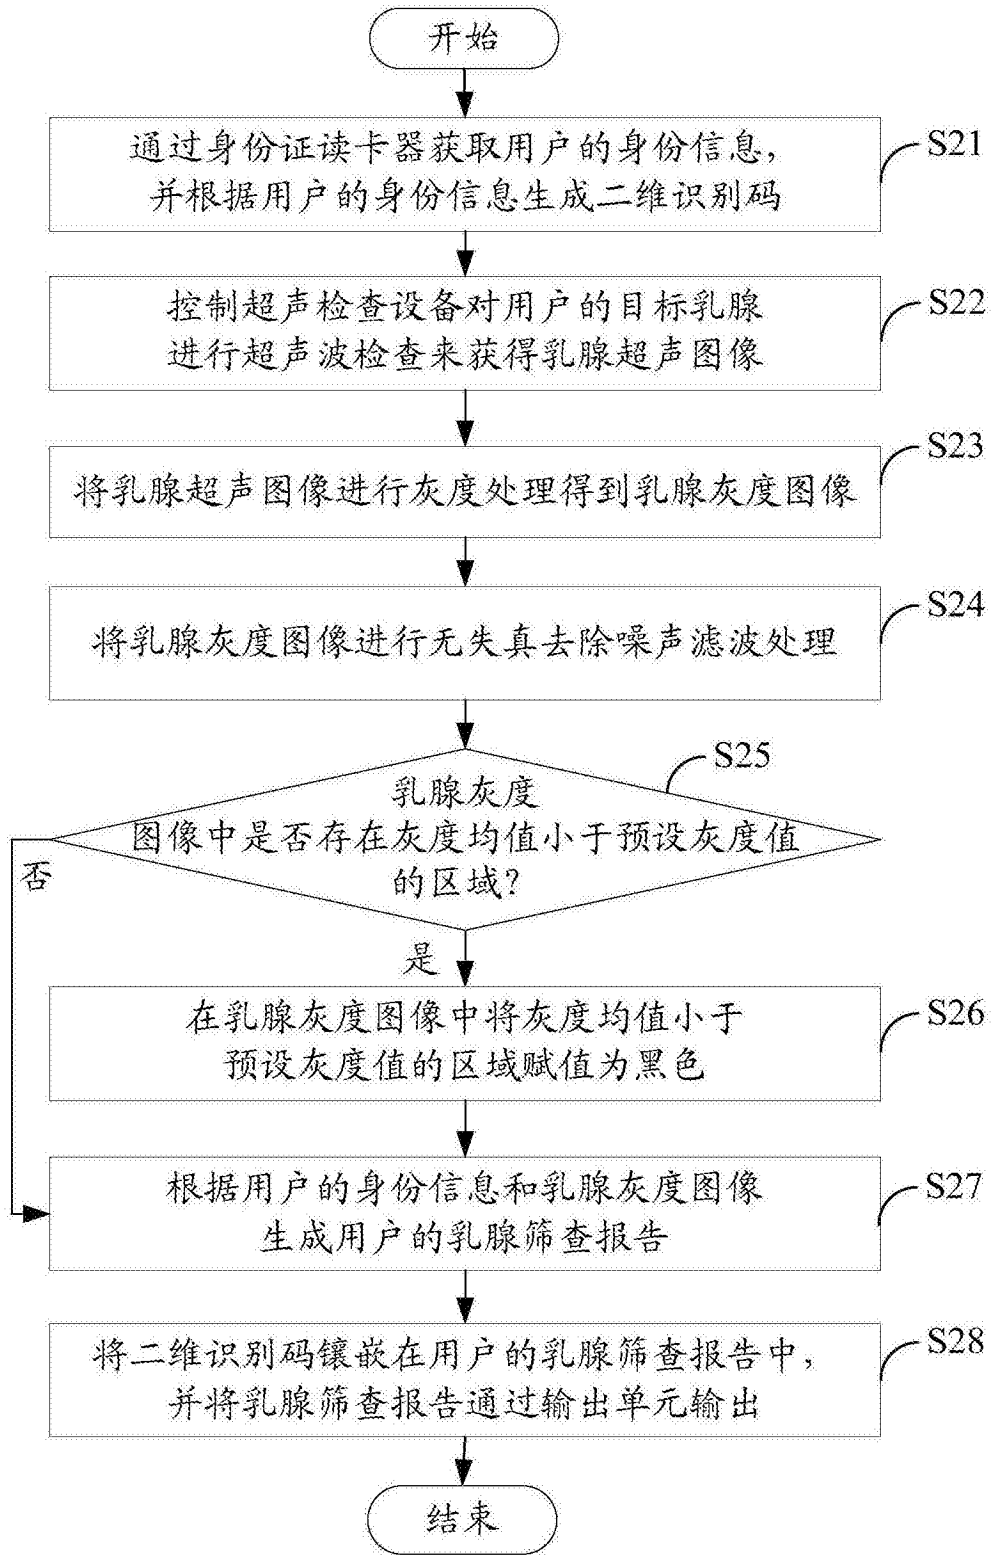 开始
通过身份证读卡器获取用户的身份信息，
并根据用户的身份信息生成二维识别码
S21
控制超声检查设备对用户的目标乳腺
进行超声波检查来获得乳腺超声图像
S22
将乳腺超声图像进行灰度处理得到乳腺灰度图像
S23
将乳腺灰度图像进行无失真去除噪声滤波处理
S24
乳腺灰度
图像中是否存在灰度均值小于预设灰度值
的区域？
S25
否
是
在乳腺灰度图像中将灰度均值小于
预设灰度值的区域赋值为黑色
S26
根据用户的身份信息和乳腺灰度图像
生成用户的乳腺筛查报告
S27
将二维识别码镶嵌在用户的乳腺筛查报告中，
并将乳腺筛查报告通过输出单元输出
S28
结束